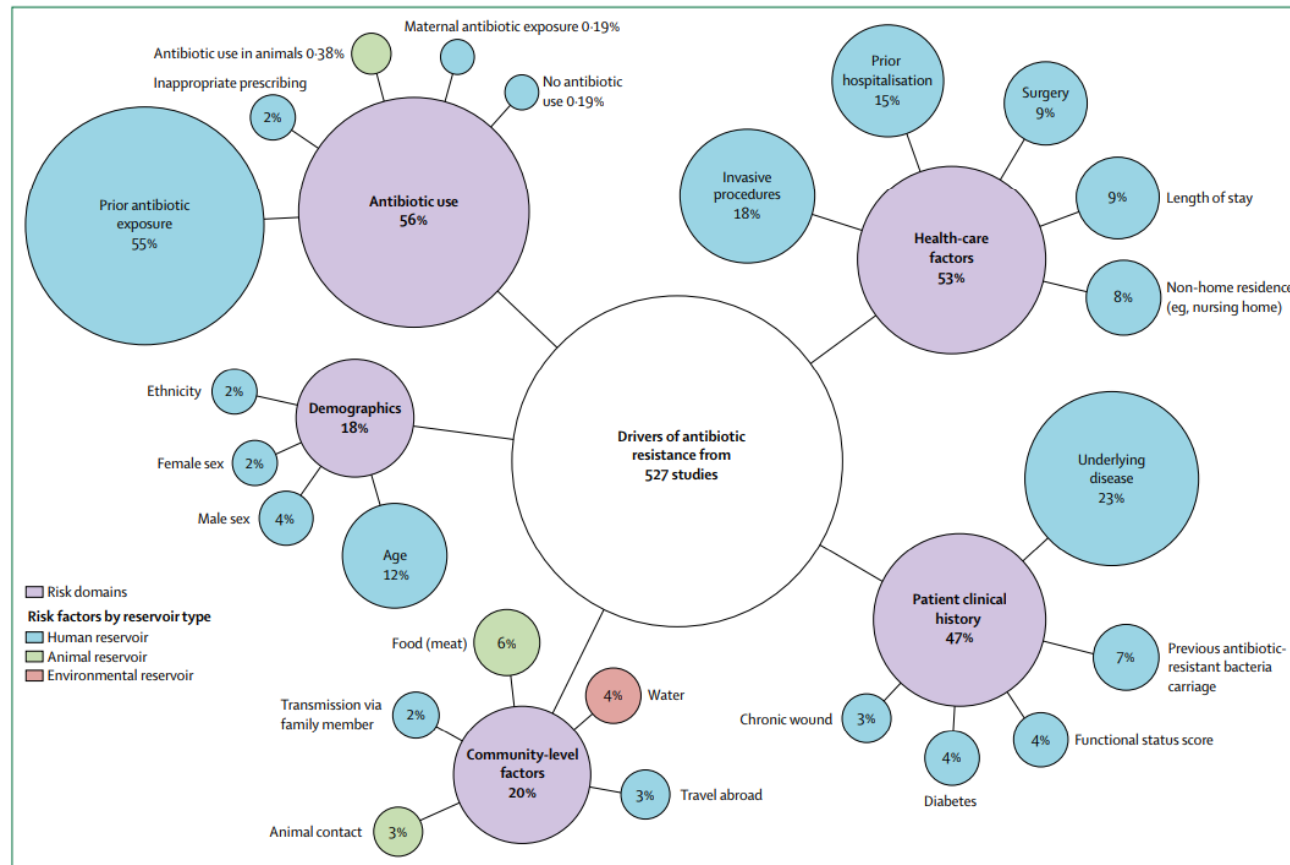 Maternal antibiotic exposure 0·19%
Antibiotic use in animals 0·38%
Inappropriate prescribing
2%
No antibiotic
use 0·19%
Prior antibiotic
exposure
55%
Antibiotic use
56%
Prior
hospitalisation
15%
Surgery
9%
Invasive
procedures
18%
9%
Length of stay
Health-care
factors
53%
8%
Non-home residence
(eg, nursing home)
Ethnicity
2%
Demographics
18%
Female sex
2%
Male sex
4%
Age
12%
Drivers of antibiotic
resistance from
527 studies
Underlying
disease
23%
Patient clinical
history
47%
7%
Previous antibiotic-
resistant bacteria
carriage
Chronic wound
3%
4%
Diabetes
4%
Functional status score
Risk domains
Risk factors by reservoir type
Human reservoir
Animal reservoir
Environmental reservoir
Food (meat)
6%
4%
Water
Transmission via
family member
2%
Community-level
factors
20%
3%
Travel abroad
Animal contact
3%